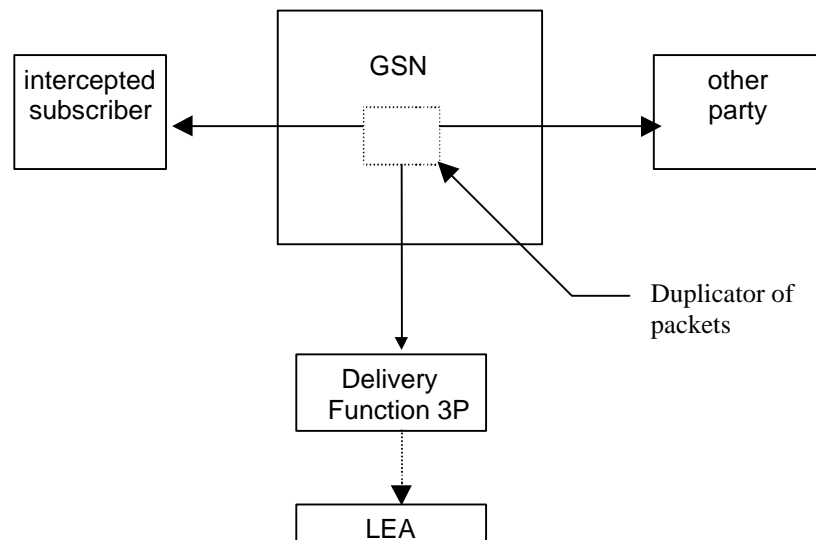 intercepted
subscriber
GSN
other
party
Duplicator of
packets
Delivery
Function 3P
LEA